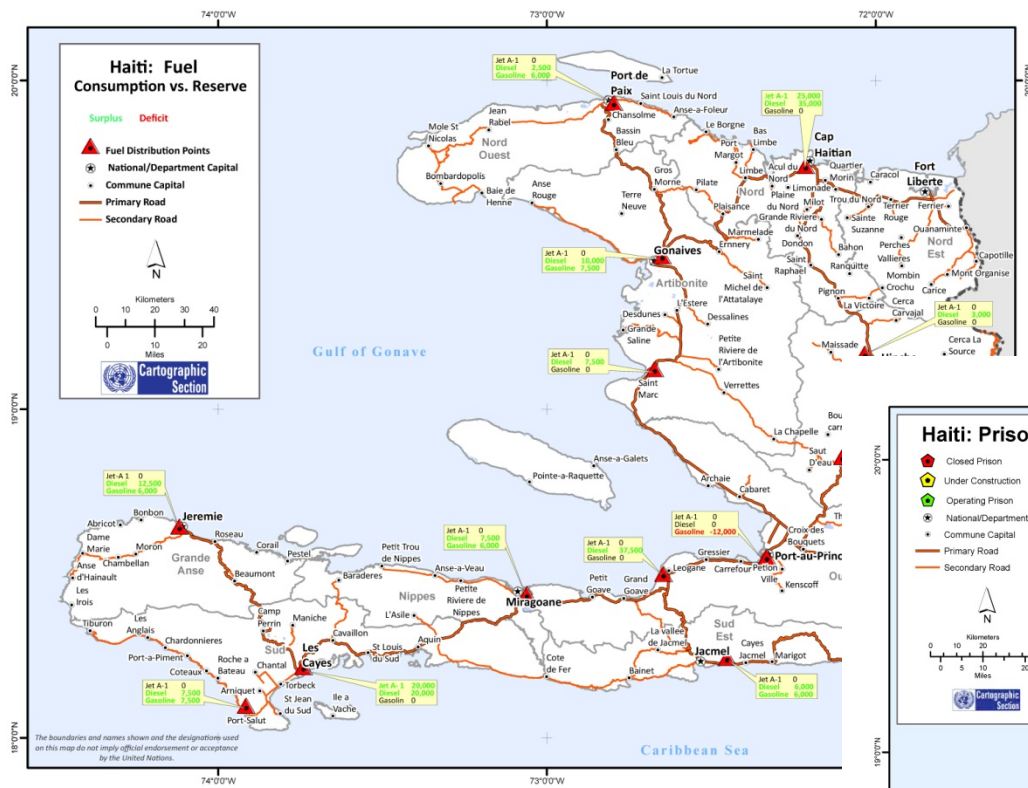 74°0'0"W
73°0'0"W
72°0'0"W
20°0'0"N
Haiti: Fuel
Consumption vs. Reserve
Surplus Deficit
Fuel Distribution Points
National/Department Capital
Commune Capital
Primary Road
Secondary Road
N
Kilometers
0 10 20 40
0 10 20 40
Miles
Cartographic
Section
Jet A-1 0
Diesel 2,500
Gasoline 6,000
Port de
Paix
La Tortue
Saint Louis du Nord
Anse-a-Foleur
Jean
Rabel
Chansolme
Mole St
Nicolas
Nord
Ouest
Bassin
Bleu
Le Borgne
Port
Margot
Bas
Limbe
Jet A-1 25,000
Diesel 35,000
Gasoline 0
Cap
Haitian
Bombardopolis
Baie de
Henne
Anse
Rouge
Terre
Neuve
Gros
Morne
Pilate
Limbe
Nord
Acul du
Nord
Plaine
du Nord
Plaisance
Quartier
Morin
Caracol
Fort
Liberte
Limonade
Milot
Trou du Nord
Terrier
Rouge
Ferrier
Grande Riviere
du Nord
Sainte
Suzanne
Ouanaminte
Marmelade
Dondon
Bahon
Perches
Vallieres
Nord
Est
Capotille
Jet A-1 0
Diesel 10,000
Gasoline 7,500
Gonaives
Ennery
Saint
Raphael
Ranquitte
Mombin
Crochu
Mont Organise
Carice
Artibonite
Saint
Michel de
l'Attatalaye
Pignon
La Victoire
Cerca
Carvajal
L'Estere
Desdunes
Dessalines
Grande
Saline
Jet A-1 0
Diesel 3,000
Gasoline 0
Gulf of Gonave
Jet A-1 0
Diesel 7,500
Gasoline 0
Petite
Riviere de
l'Artibonite
Maissade
Cerca La
Source
Saint
Marc
Verrettes
19°0'0"N
La Chapelle
Saut
D'eau
Anse-a-Galets
Pointe-a-Raquette
Archaie
Cabaret
Jet-A 1 0
Diesel 12,500
Gasoline 6,000
Jeremie
Bonbon
Abricot
Dame
Marie
Roseau
Moron
Chambellan
Corail
Pestel
Anse
d'Hainault
Grande
Anse
Beaumont
Les
Irois
Baraderes
Petit Trou
de Nippes
Anse-a-Veau
Petite
Riviere de
Nippes
Nippes
L'Asile
Jet A-1 0
Diesel 7,500
Gasoline 6,000
Miragoane
Petit
Goave
Grand
Goave
Jet A-1 0
Diesel 37,500
Gasoline 0
Jet A-1 0
Diesel 0
Gasoline -12,000
Croix des
Bouquets
Port-au-Princ
Gressier
Leogane
Carrefour
Petion
Ville
Kenscoff
Tiburon
Les
Anglais
Chardonnieres
Port-a-Piment
Coteaux
Roche a
Bateau
Camp
Perrin
Maniche
Sud
Les
Cayes
Cavaillon
St Louis
du Sud
Aquin
Chantal
Arniquet
Torbeck
St Jean
du Sud
Port-Salut
Ile a
Vache
Jet A-1 0
Diesel 7,500
Gasoline 7,500
Jet A- 1 20,000
Diesel 20,000
Gasolin 0
Cote
de Fer
Bainet
La vallee
de Jacmel
Sud
Est
Jacmel
Cayes
Jacmel
Marigot
Jet A-1 0
Diesel 6,000
Gasoline 6,000
18°0'0"N
The boundaries and names shown and the designations used
on this map do not imply official endorsement or acceptance
by the United Nations.
Caribbean Sea
74°0'0"W
73°0'0"W
Haiti: Priso
Closed Prison
Under Construction
Operating Prison
National/Department
Commune Capital
Primary Road
Secondary Road
N
Kilometers
0 5 10 20
0 5 10 20
Miles
Cartographic
Section
20°0'0"N
19°0'0"N